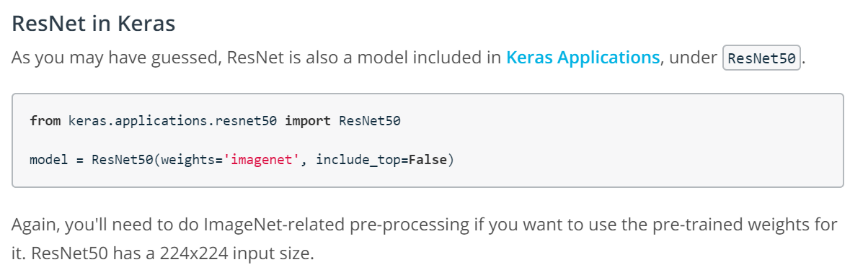 ResNet in Keras
As you may have guessed, ResNet is also a model included in Keras Applications, under ResNet50.
from keras.applications.resnet50 import ResNet50
model = ResNet50(weights='imagenet', include_top=False)
Again, you'll need to do ImageNet-related pre-processing if you want to use the pre-trained weights for
it. ResNet50 has a 224x224 input size.